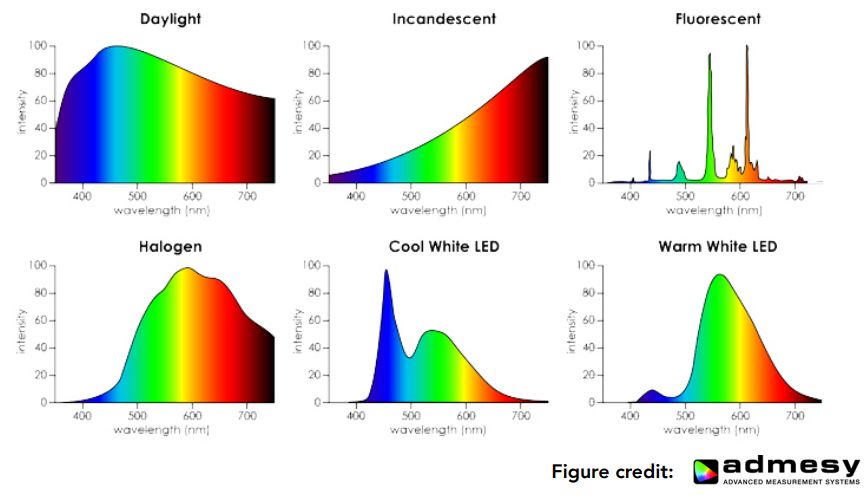 Daylight
100
80
60
40
20
0
intensity
400 500 600 700
wavelength (nm)
Incandescent
100
80
60
40
20
0
intensity
400 500 600 700
wavelength (nm)
Fluorescent
100
80
60
40
20
0
intensity
400 500 600 700
wavelength (nm)
Halogen
100
80
60
40
20
0
intensity
400 500 600 700
wavelength (nm)
Cool White LED
100
80
60
40
20
0
intensity
400 500 600 700
wavelength (nm)
Warm White LED
100
80
60
40
20
0
intensity
400 500 600 700
wavelength (nm)
Figure credit:
admesy
ADVANCED MEASUREMENT SYSTEMS